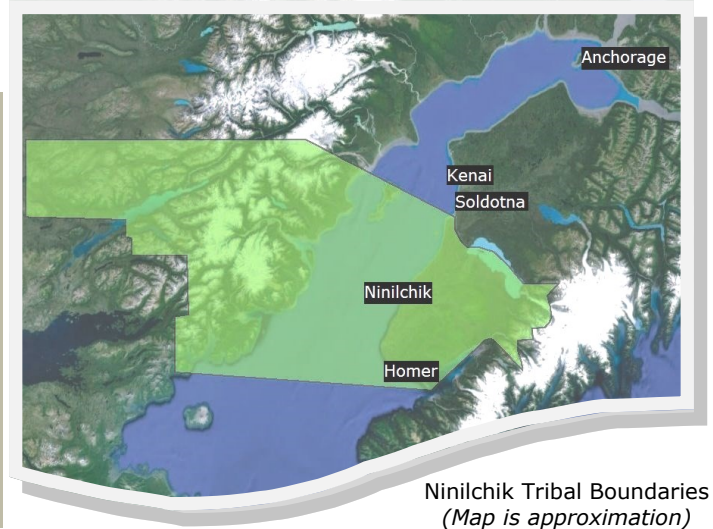 Anchorage
Kenai
Soldotna
Ninilchik
Homer
Ninilchik Tribal Boundaries
(Map is approximation)